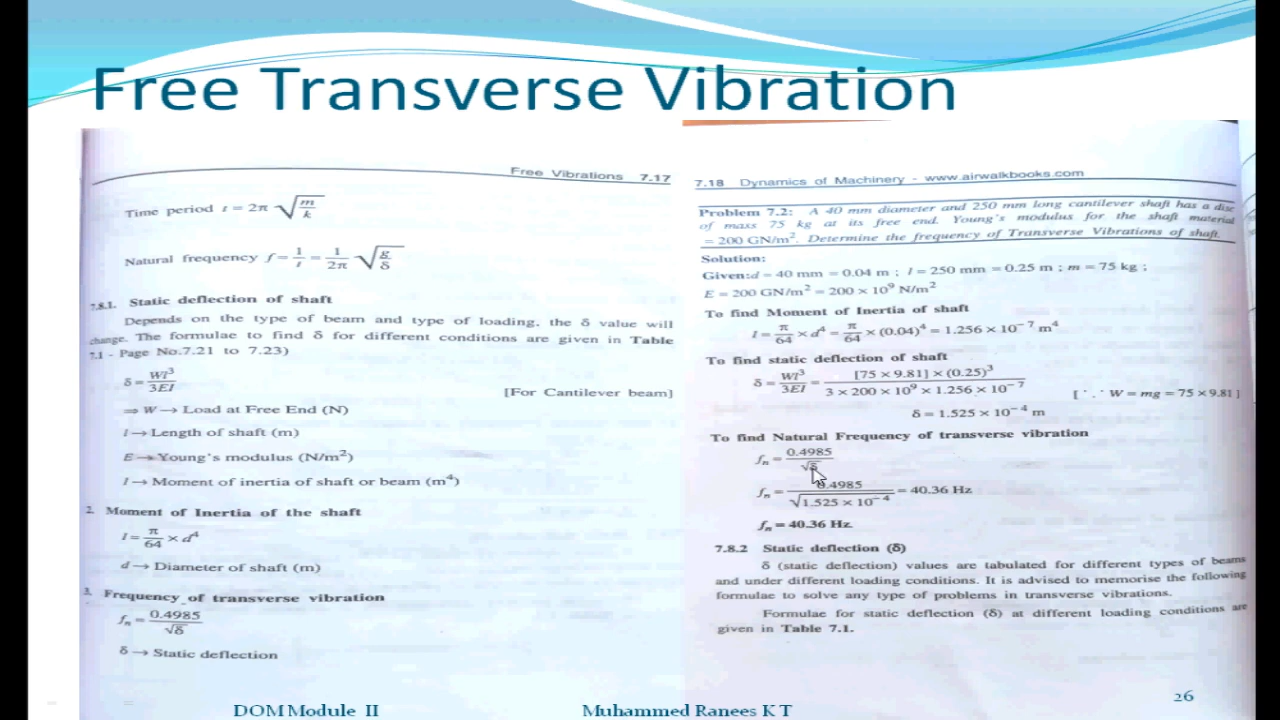 Free Transverse Vibration
Free Vibrations 7.17
Time period t = 2π √(m/k)
Natural frequency f = 1/t = 1/2π √(g/δ)
7.8.1. Static deflection of shaft
Depends on the type of beam and type of loading, the δ value will
change. The formulae to find δ for different conditions are given in Table
7.1 - Page No.7.21 to 7.23)
δ = Wl³/3EI [For Cantilever beam]
⇒ W → Load at Free End (N)
l → Length of shaft (m)
E → Young's modulus (N/m²)
I → Moment of inertia of shaft or beam (m⁴)
2. Moment of Inertia of the shaft
I = π/64 × d⁴
d → Diameter of shaft (m)
3. Frequency of transverse vibration
fₙ = 0.4985/√δ
δ → Static deflection
7.18 Dynamics of Machinery - www.airwalkbooks.com
Problem 7.2: A 40 mm diameter and 250 mm long cantilever shaft has a disc
of mass 75 kg at its free end. Young's modulus for the shaft material
= 200 GN/m². Determine the frequency of Transverse Vibrations of shaft.
Solution:
Given: d = 40 mm = 0.04 m ; l = 250 mm = 0.25 m ; m = 75 kg ;
E = 200 GN/m² = 200 × 10⁹ N/m²
To find Moment of Inertia of shaft
I = π/64 × d⁴ = π/64 × (0.04)⁴ = 1.256 × 10⁻⁷ m⁴
To find static deflection of shaft
δ = Wl³/3EI = [75 × 9.81] × (0.25)³/3 × 200 × 10⁹ × 1.256 × 10⁻⁷ [∵ W = mg = 75 × 9.81]
δ = 1.525 × 10⁻⁴ m
To find Natural Frequency of transverse vibration
fₙ = 0.4985/√δ
fₙ = 0.4985/√(1.525 × 10⁻⁴) = 40.36 Hz
fₙ = 40.36 Hz.
7.8.2 Static deflection (δ)
δ (static deflection) values are tabulated for different types of beams
and under different loading conditions. It is advised to memorise the following
formulae to solve any type of problems in transverse vibrations.
Formulae for static deflection (δ) at different loading conditions are
given in Table 7.1.
DOM Module II Muhammed Ranees K T 26